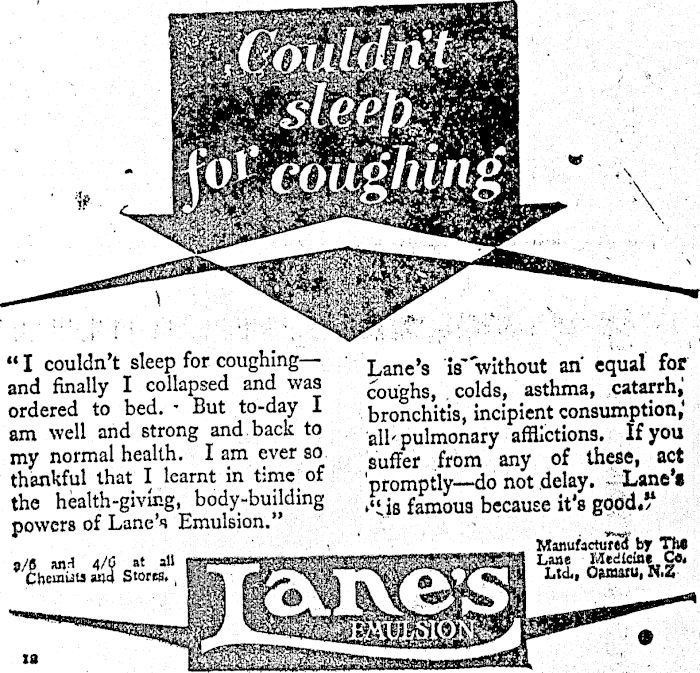 Couldn't
sleep
for coughing
"I couldn't sleep for coughing—
and finally I collapsed and was
ordered to bed. But to-day I
am well and strong and back to
my normal health. I am ever so
thankful that I learnt in time of
the health-giving, body-building
powers of Lane's Emulsion."
Lane's is without an equal for
coughs, colds, asthma, catarrh,
bronchitis, incipient consumption,
all pulmonary afflictions. If you
suffer from any of these, act
promptly—do not delay. Lane's
"is famous because it's good."
2/6 and 4/6 at all
Chemists and Stores.
Manufactured by The
Lane Medicine Co.
Ltd., Oamaru, N.Z
Lane's
EMULSION
12